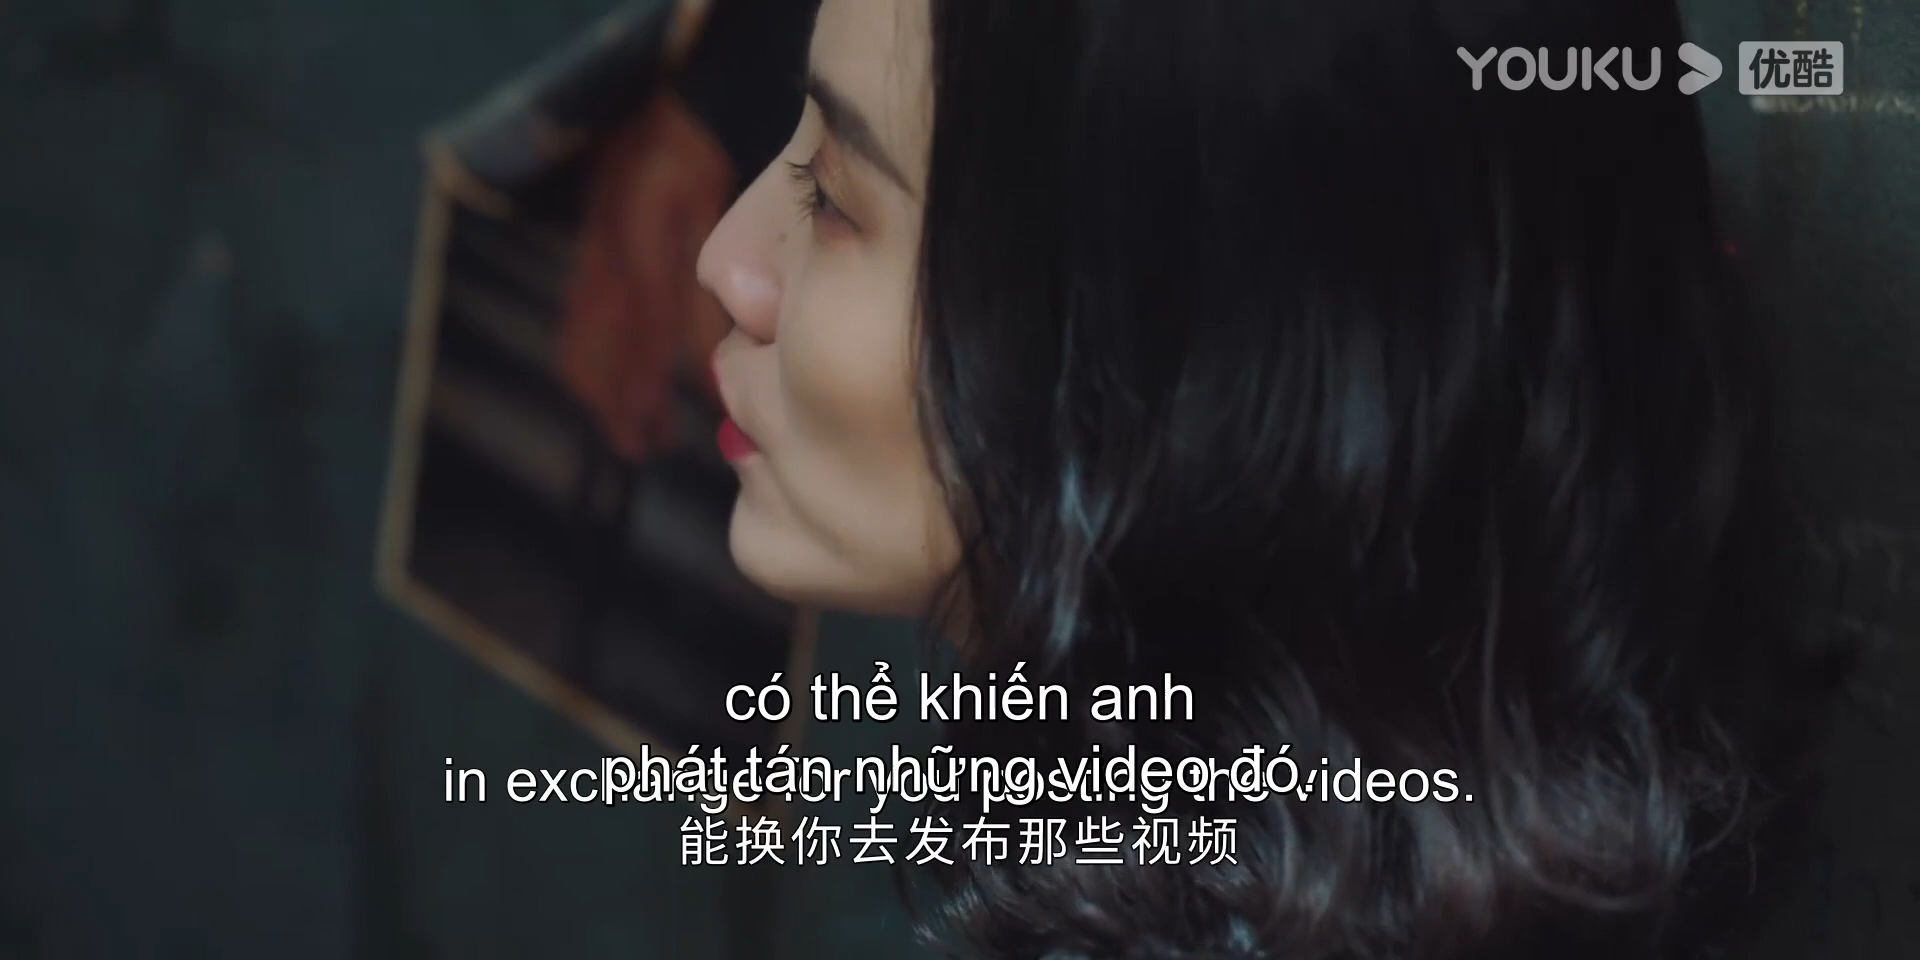 YOUKU 优酷
có thể khiến anh
phát tán những video đó.
in exchange for you posting the videos.
能换你去发布那些视频